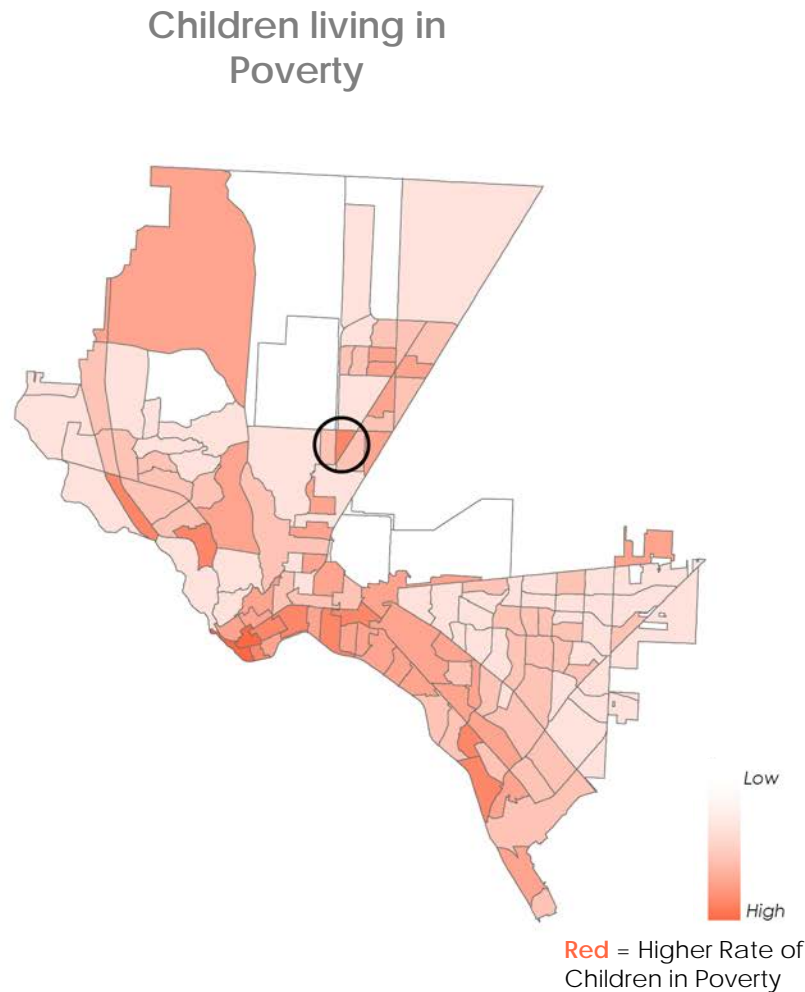 Children living in
Poverty
Low
High
Red = Higher Rate of
Children in Poverty